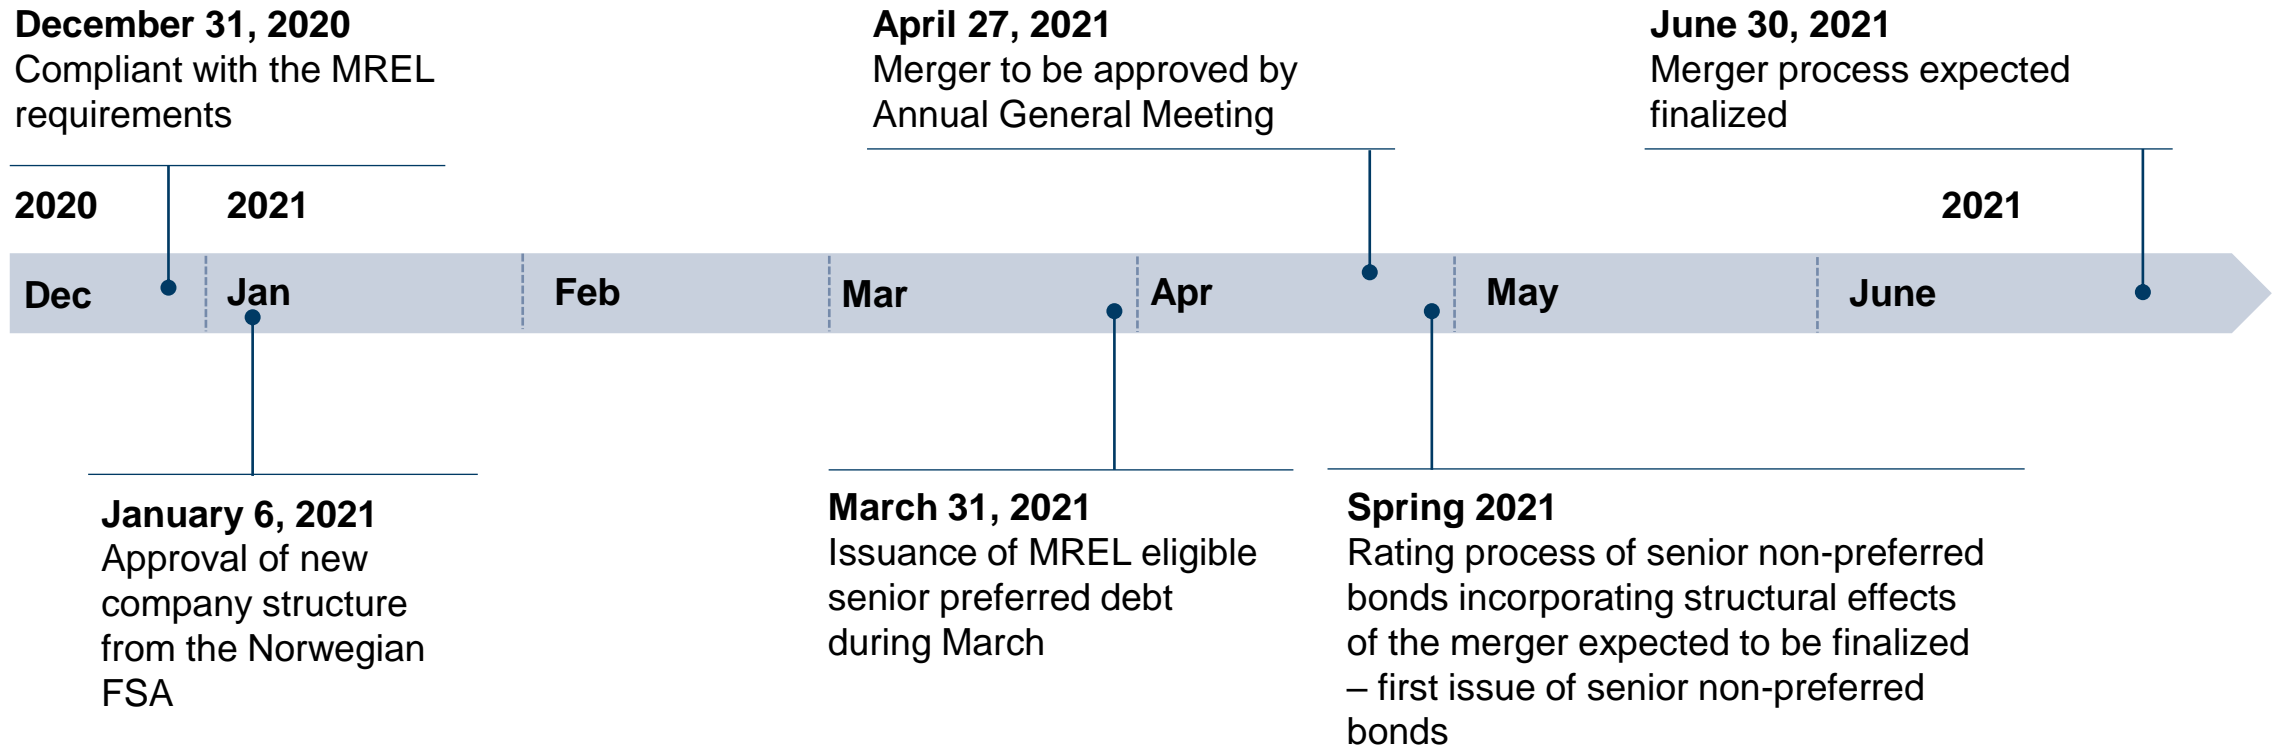 December 31, 2020
Compliant with the MREL
requirements
April 27, 2021
Merger to be approved by
Annual General Meeting
June 30, 2021
Merger process expected
finalized
2020
2021
2021
Dec
Jan
Feb
Mar
Apr
May
June
January 6, 2021
Approval of new
company structure
from the Norwegian
FSA
March 31, 2021
Issuance of MREL eligible
senior preferred debt
during March
Spring 2021
Rating process of senior non-preferred
bonds incorporating structural effects
of the merger expected to be finalized
– first issue of senior non-preferred
bonds